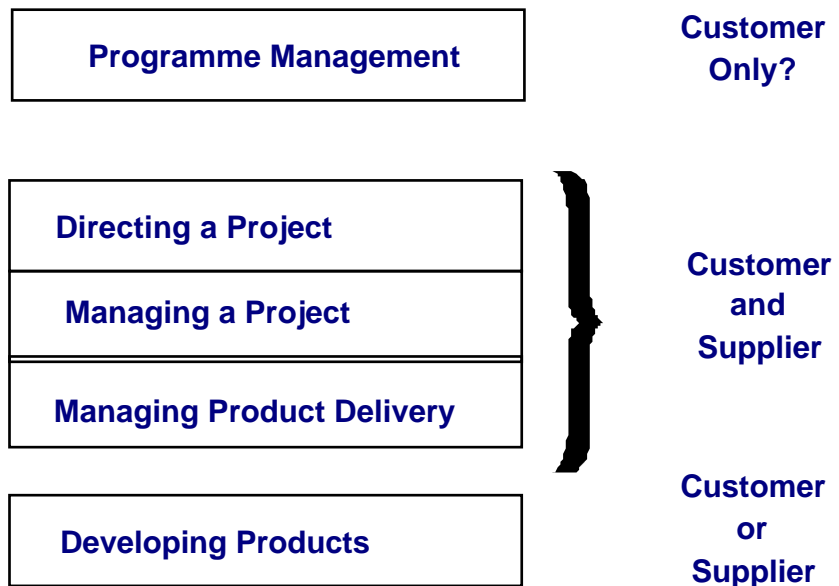 Programme Management
Customer
Only?
Directing a Project
Managing a Project
Managing Product Delivery
Customer
and
Supplier
Developing Products
Customer
or
Supplier